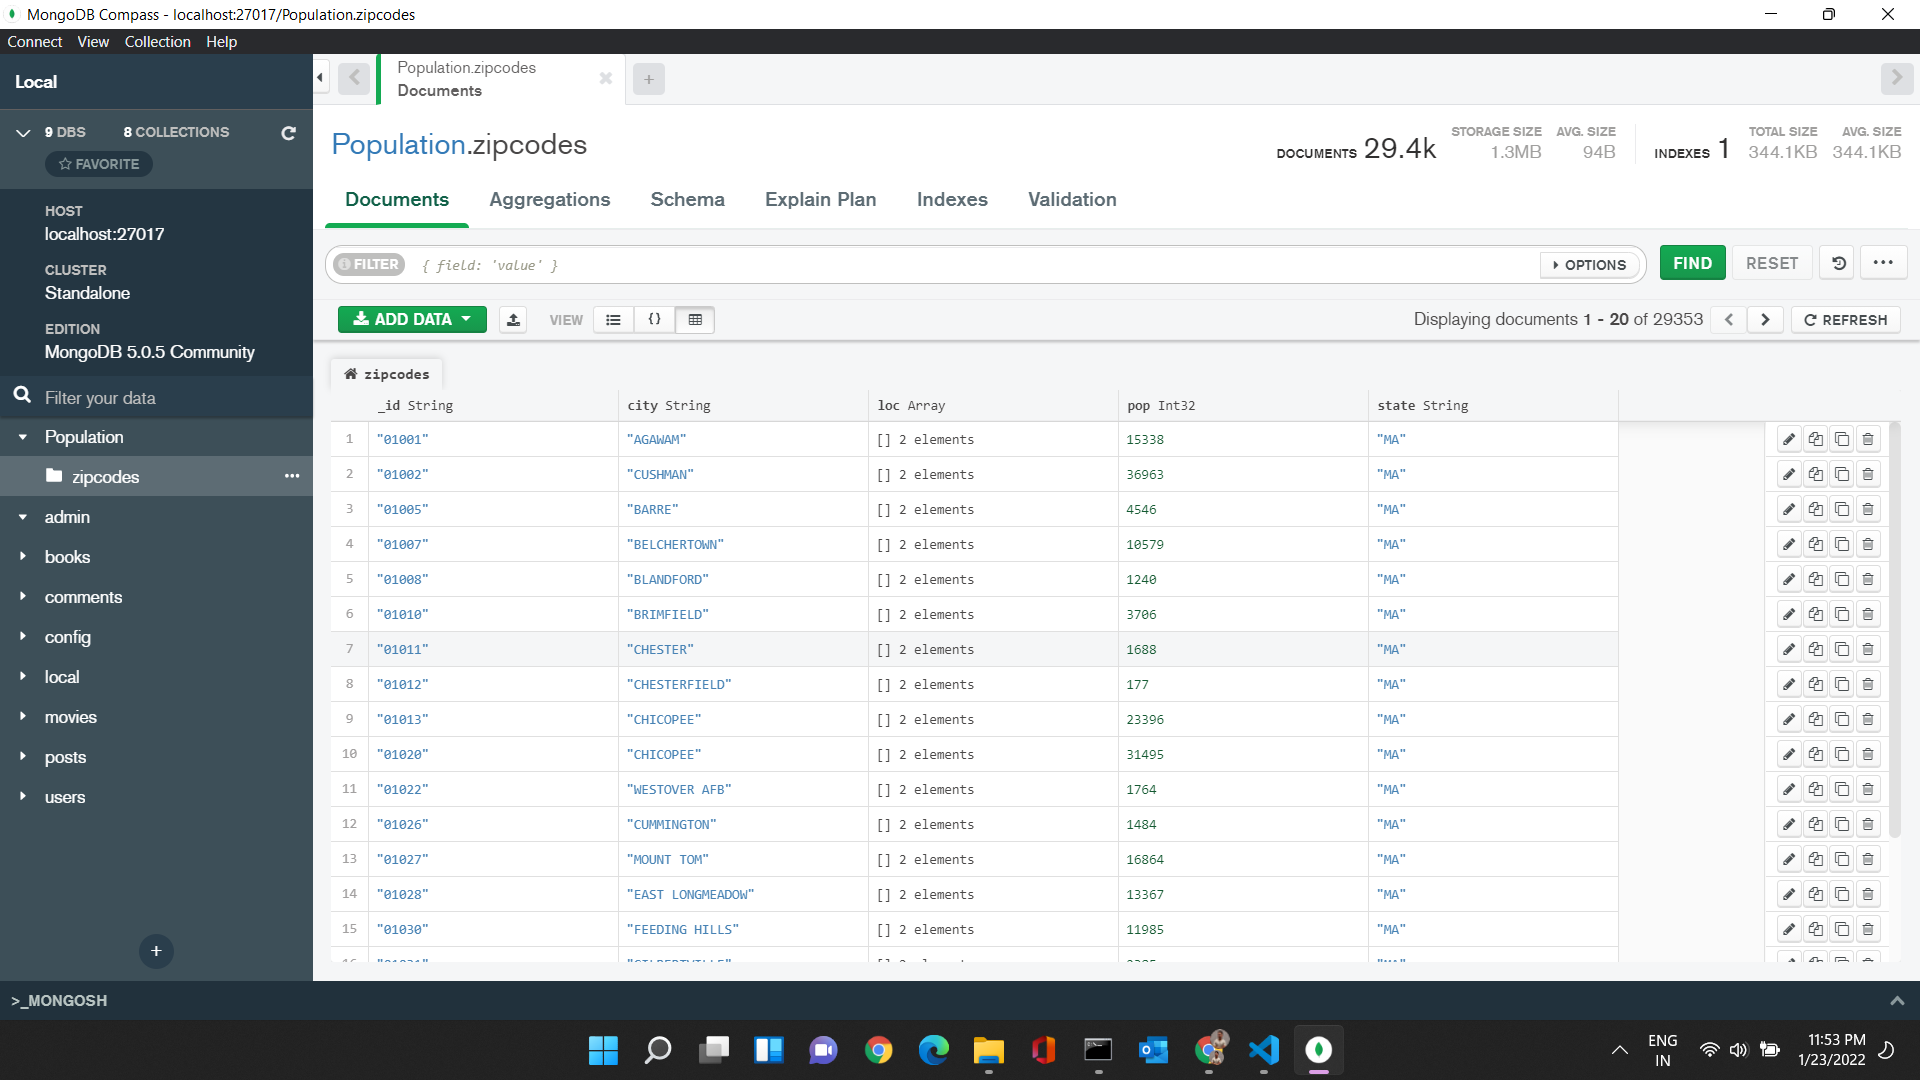 MongoDB Compass - localhost:27017/Population.zipcodes
Connect View Collection Help
Local
9 DBS 8 COLLECTIONS
FAVORITE
HOST
localhost:27017
CLUSTER
Standalone
EDITION
MongoDB 5.0.5 Community
Filter your data
Population
zipcodes
admin
books
comments
config
local
movies
posts
users
Population.zipcodes
Documents
Population.zipcodes
DOCUMENTS 29.4k STORAGE SIZE 1.3MB AVG. SIZE 94B INDEXES 1 TOTAL SIZE 344.1KB AVG. SIZE 344.1KB
Documents Aggregations Schema Explain Plan Indexes Validation
FILTER { field: 'value' } OPTIONS FIND RESET
ADD DATA VIEW { } Displaying documents 1 - 20 of 29353 REFRESH
zipcodes
_id String city String loc Array pop Int32 state String
1 "01001" "AGAWAM" [] 2 elements 15338 "MA"
2 "01002" "CUSHMAN" [] 2 elements 36963 "MA"
3 "01005" "BARRE" [] 2 elements 4546 "MA"
4 "01007" "BELCHERTOWN" [] 2 elements 10579 "MA"
5 "01008" "BLANDFORD" [] 2 elements 1240 "MA"
6 "01010" "BRIMFIELD" [] 2 elements 3706 "MA"
7 "01011" "CHESTER" [] 2 elements 1688 "MA"
8 "01012" "CHESTERFIELD" [] 2 elements 177 "MA"
9 "01013" "CHICOPEE" [] 2 elements 23396 "MA"
10 "01020" "CHICOPEE" [] 2 elements 31495 "MA"
11 "01022" "WESTOVER AFB" [] 2 elements 1764 "MA"
12 "01026" "CUMMINGTON" [] 2 elements 1484 "MA"
13 "01027" "MOUNT TOM" [] 2 elements 16864 "MA"
14 "01028" "EAST LONGMEADOW" [] 2 elements 13367 "MA"
15 "01030" "FEEDING HILLS" [] 2 elements 11985 "MA"
>_MONGOSH
ENG
IN
11:53 PM
1/23/2022